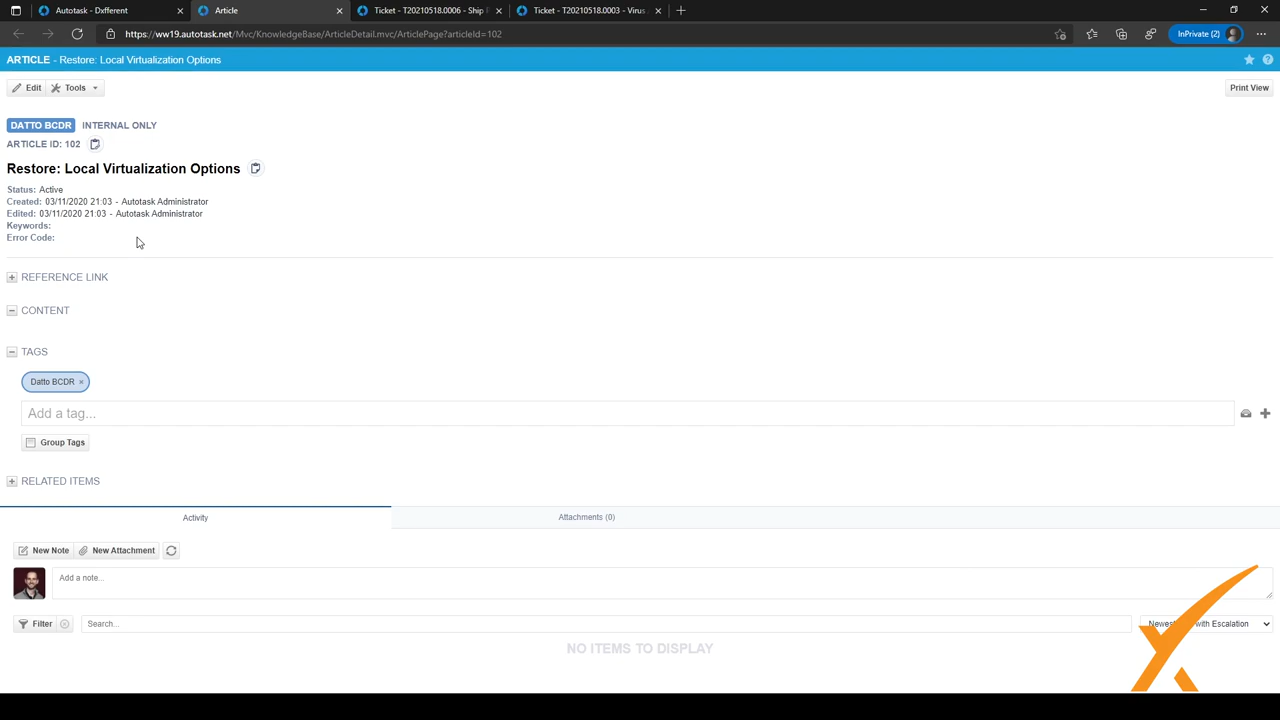 Autotask - Dxfferent
Article
Ticket - T20210518.0006 - Ship
Ticket - T20210518.0003 - Virus
https://ww19.autotask.net/Mvc/KnowledgeBase/ArticleDetail.mvc/ArticlePage?articleId=102
InPrivate (2)
ARTICLE - Restore: Local Virtualization Options
Edit
Tools
Print View
DATTO BCDR INTERNAL ONLY
ARTICLE ID: 102
Restore: Local Virtualization Options
Status: Active
Created: 03/11/2020 21:03 - Autotask Administrator
Edited: 03/11/2020 21:03 - Autotask Administrator
Keywords:
Error Code:
REFERENCE LINK
CONTENT
TAGS
Datto BCDR ×
Add a tag...
Group Tags
RELATED ITEMS
Activity
Attachments (0)
New Note
New Attachment
Add a note...
Filter
Search...
with Escalation
NO ITEMS TO DISPLAY